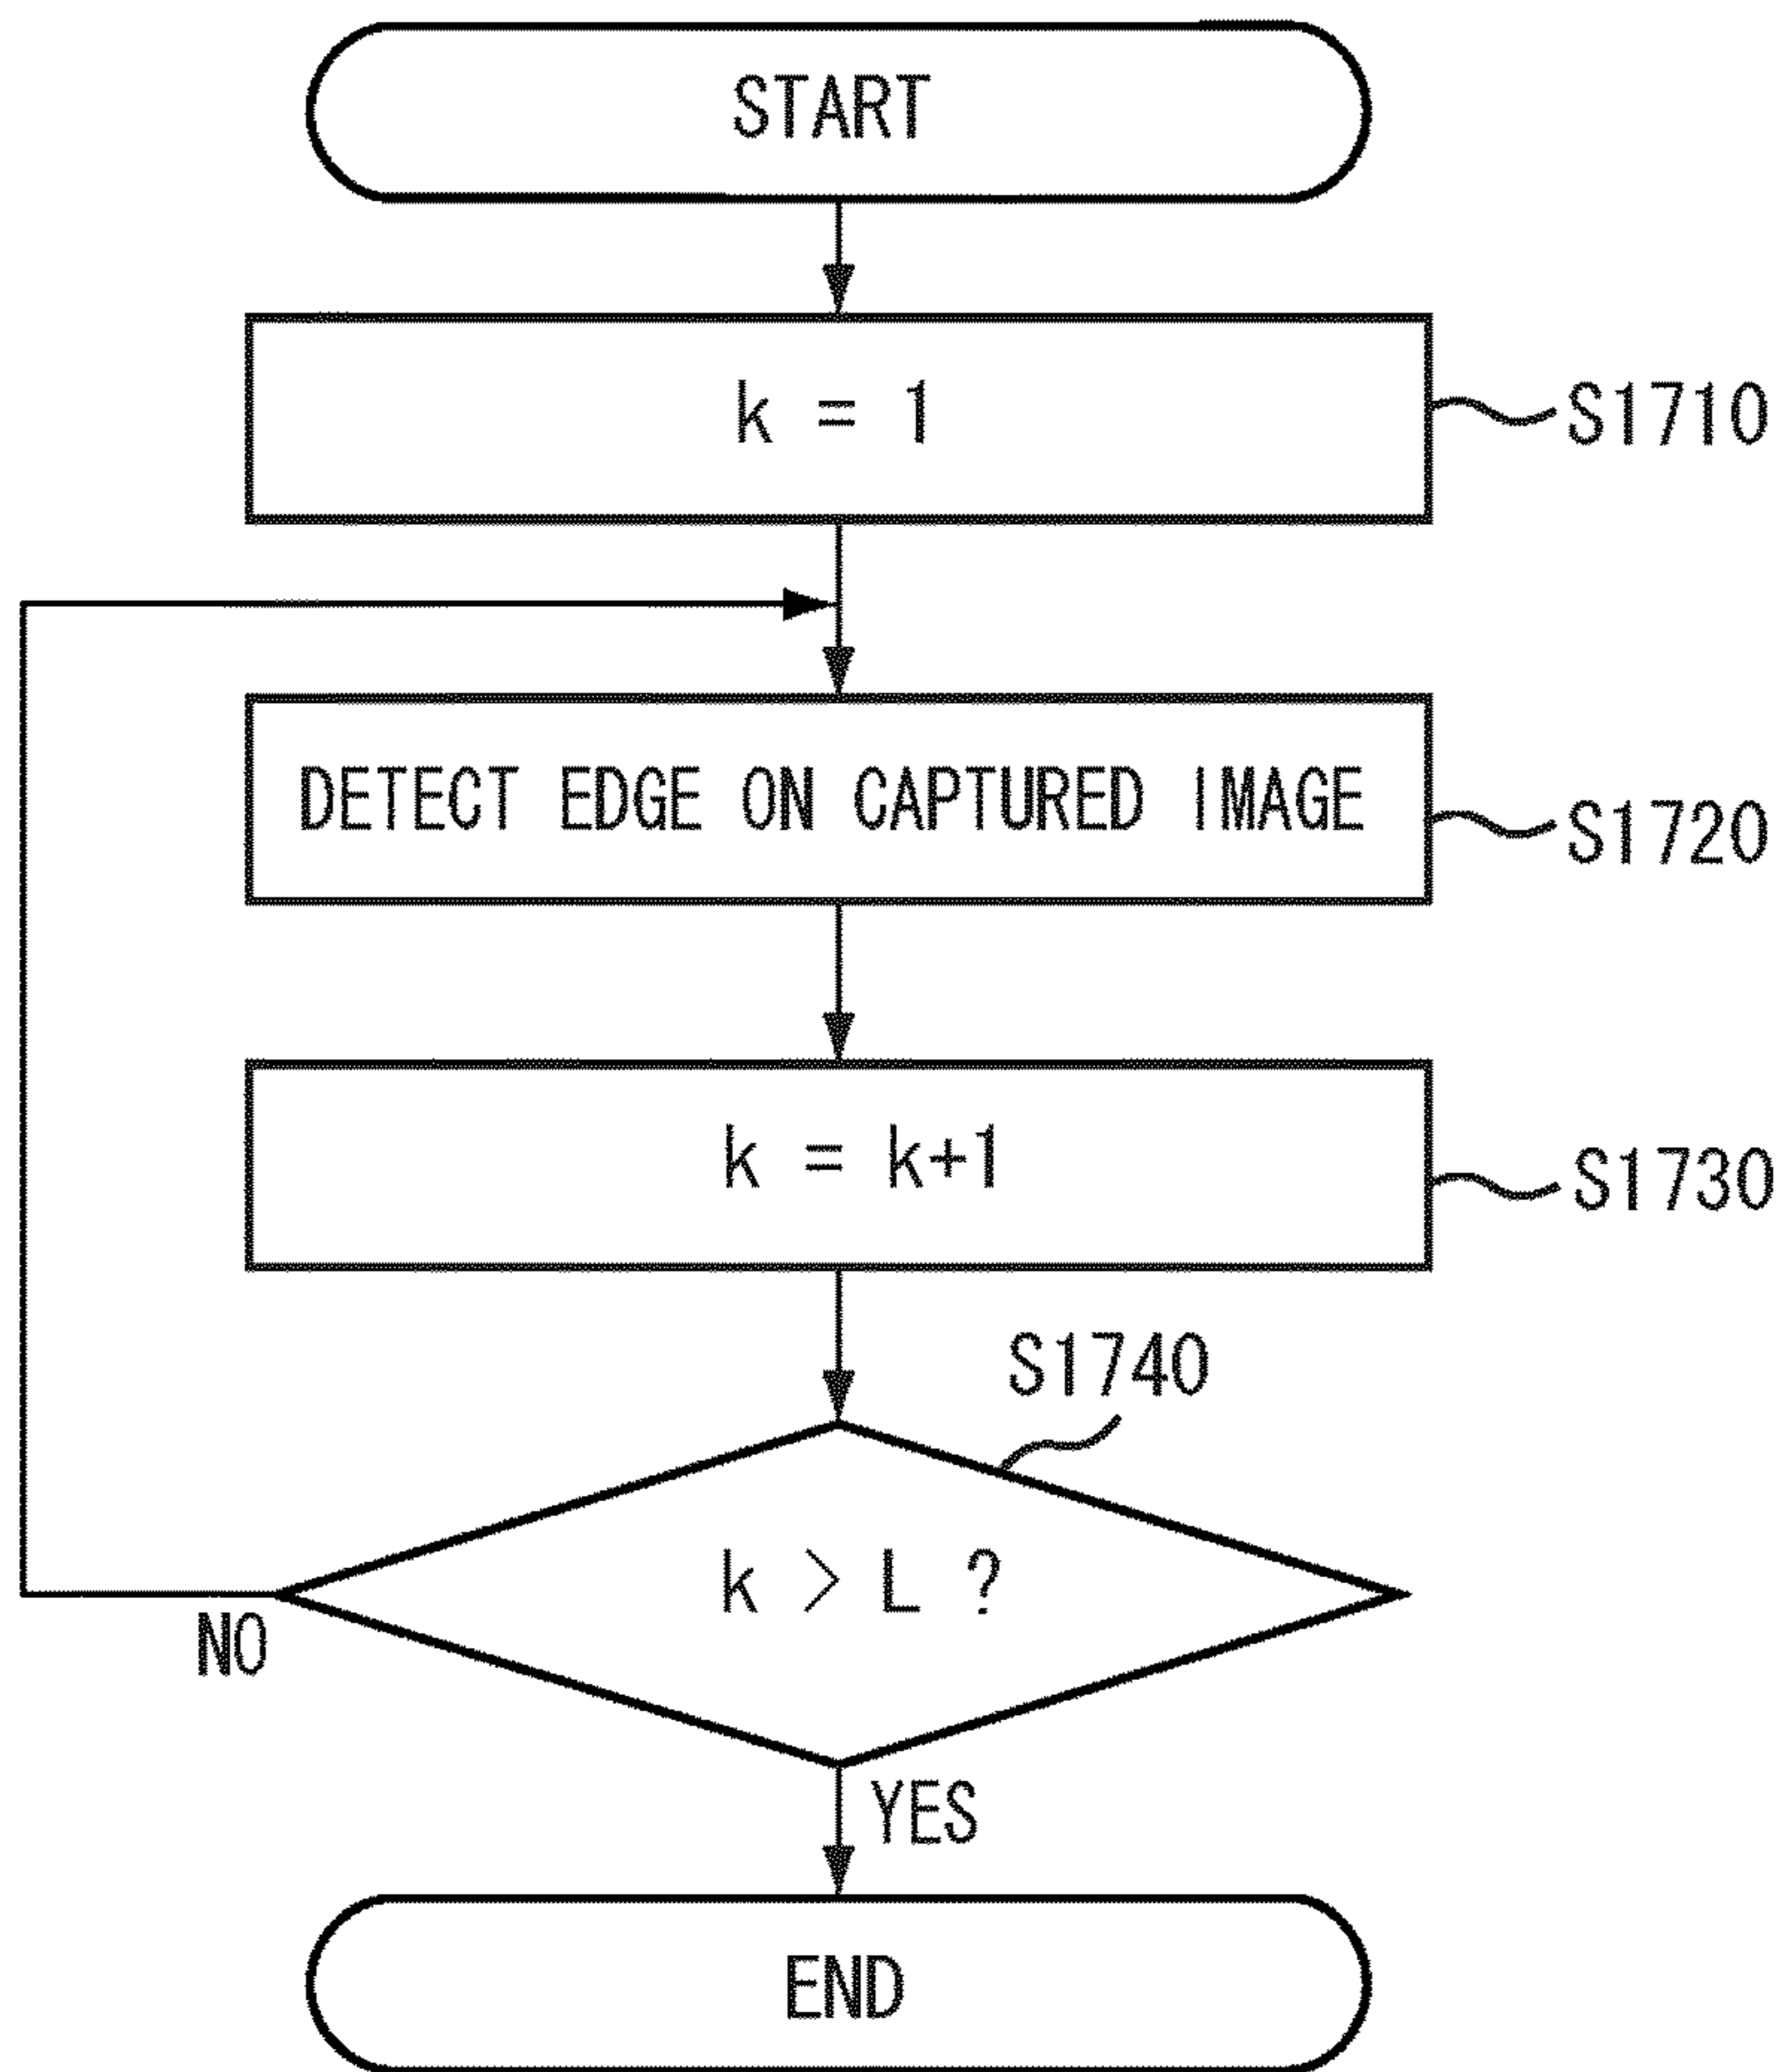 START
k = 1
S1710
DETECT EDGE ON CAPTURED IMAGE
S1720
k = k+1
S1730
S1740
k > L ?
NO
YES
END